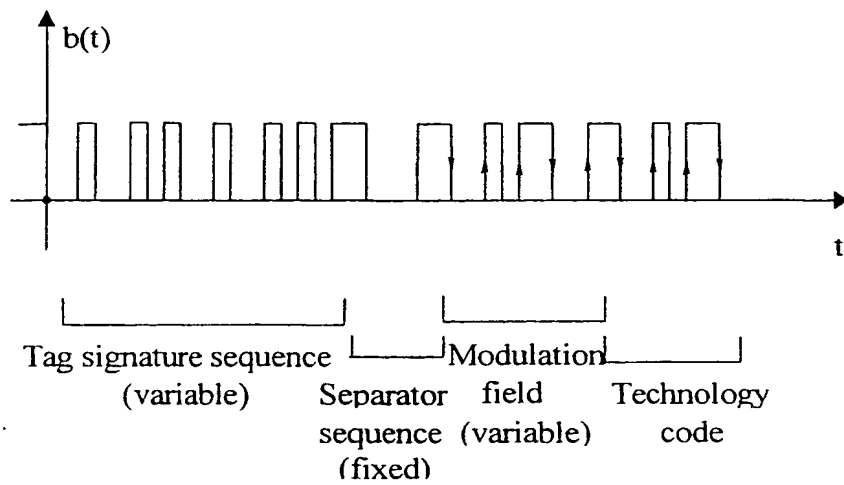 b(t)
t
Tag signature sequence
(variable)
Separator
sequence
(fixed)
Modulation
field
(variable)
Technology
code